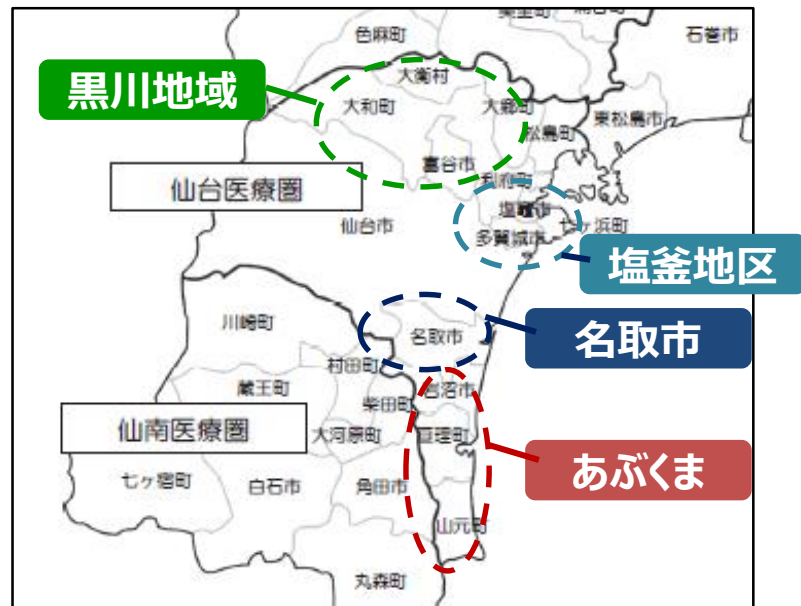 色麻町
石巻市
大衡村
黒川地域
大和町
大郷町
松島町
東松島市
富谷市
利府町
仙台医療圏
塩竈市
仙台市
多賀城市
七ヶ浜町
塩釜地区
川崎町
名取市
名取市
村田町
蔵王町
岩沼市
柴田町
仙南医療圏
大河原町
亘理町
あぶくま
七ヶ宿町
白石市
角田市
山元町
丸森町